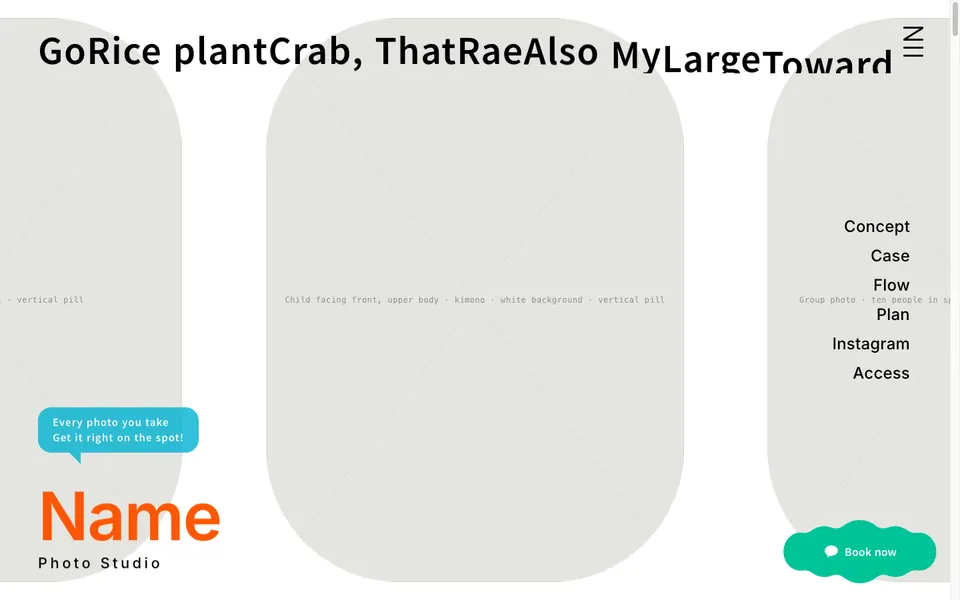 GoRice plantCrab, ThatRaeAlso MyLargeToward
Concept
Case
Flow
Plan
Instagram
Access
· vertical pill
Child facing front, upper body · kimono · white background · vertical pill
Group photo · ten people in
Every photo you take
Get it right on the spot!
Name
Photo Studio
Book now